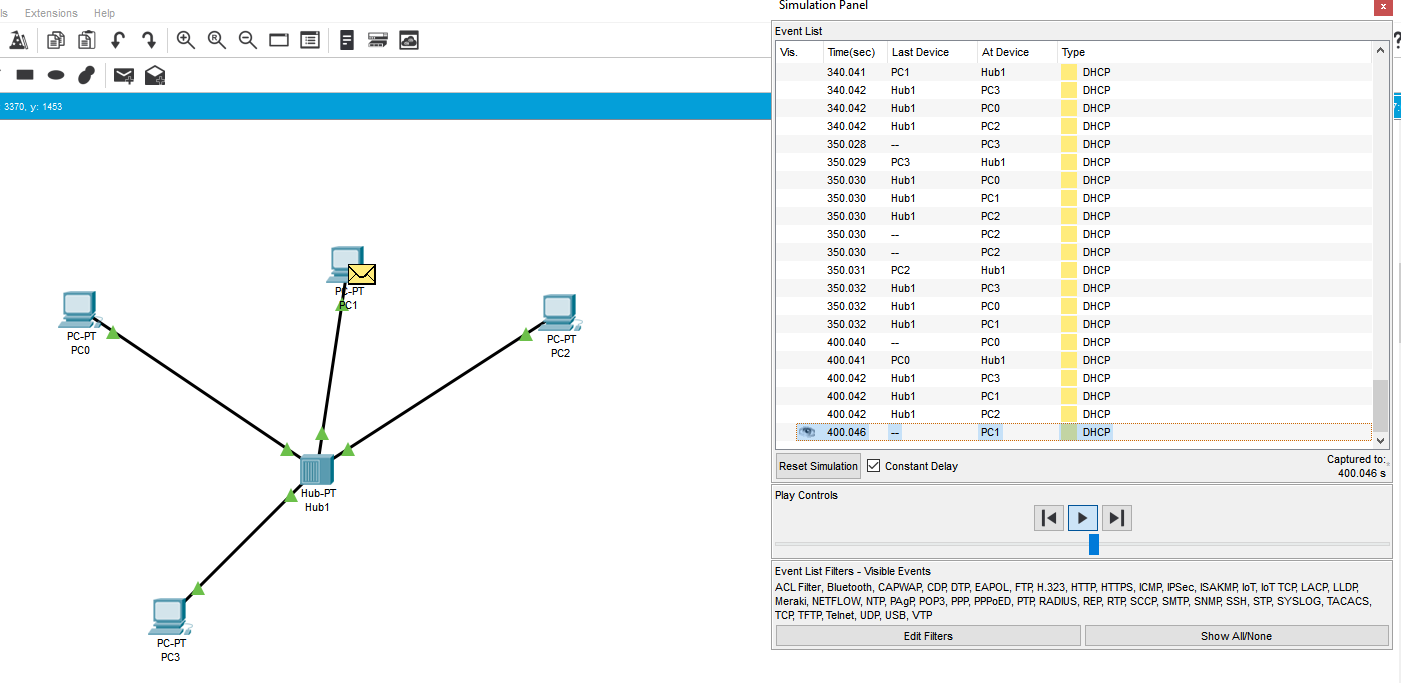 ls Extensions Help
3370, y: 1453
PC-PT
PC1
PC-PT
PC0
PC-PT
PC2
Hub-PT
Hub1
PC-PT
PC3
Simulation Panel
x
?
Event List
Vis. Time(sec) Last Device At Device Type
340.041 PC1 Hub1 DHCP
340.042 Hub1 PC3 DHCP
340.042 Hub1 PC0 DHCP
340.042 Hub1 PC2 DHCP
350.028 -- PC3 DHCP
350.029 PC3 Hub1 DHCP
350.030 Hub1 PC0 DHCP
350.030 Hub1 PC1 DHCP
350.030 Hub1 PC2 DHCP
350.030 -- PC2 DHCP
350.030 -- PC2 DHCP
350.031 PC2 Hub1 DHCP
350.032 Hub1 PC3 DHCP
350.032 Hub1 PC0 DHCP
350.032 Hub1 PC1 DHCP
400.040 -- PC0 DHCP
400.041 PC0 Hub1 DHCP
400.042 Hub1 PC3 DHCP
400.042 Hub1 PC1 DHCP
400.042 Hub1 PC2 DHCP
400.046 -- PC1 DHCP
Reset Simulation Constant Delay
Captured to:
400.046 s
Play Controls
Event List Filters - Visible Events
ACL Filter, Bluetooth, CAPWAP, CDP, DTP, EAPOL, FTP, H.323, HTTP, HTTPS, ICMP, IPSec, ISAKMP, IoT, IoT TCP, LACP, LLDP,
Meraki, NETFLOW, NTP, PAgP, POP3, PPP, PPPoED, PTP, RADIUS, REP, RTP, SCCP, SMTP, SNMP, SSH, STP, SYSLOG, TACACS,
TCP, TFTP, Telnet, UDP, USB, VTP
Edit Filters Show All/None